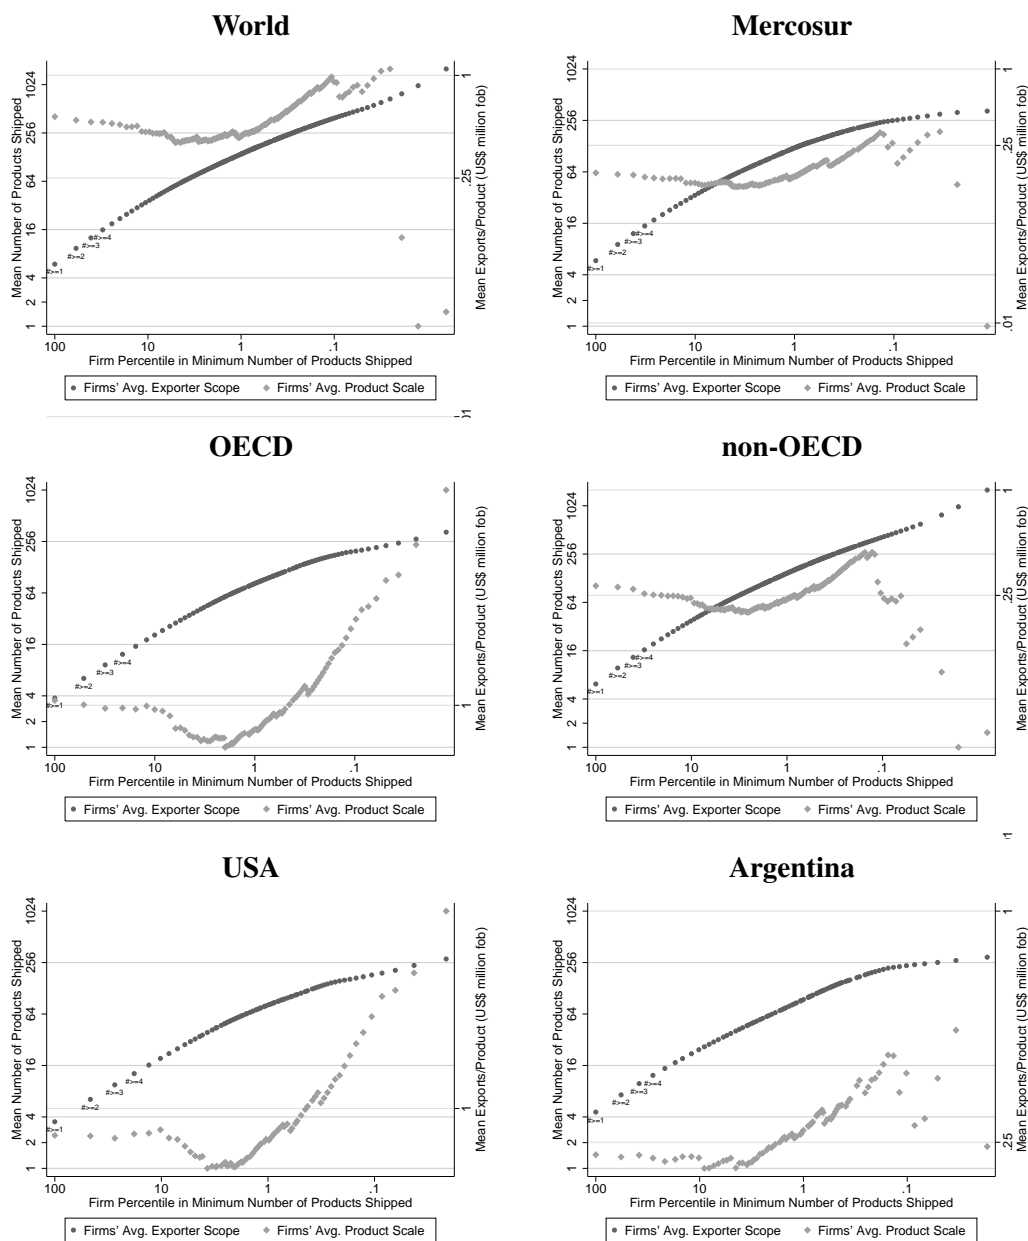 World
Mean Number of Products Shipped
1 2 4 16 64 256 1024
Mean Exports/Product (US$ million fob)
.25 1
#>=1 #>=2 #>=3 #>=4
100 10 1 .1
Firm Percentile in Minimum Number of Products Shipped
Firms' Avg. Exporter Scope Firms' Avg. Product Scale
Mercosur
Mean Number of Products Shipped
1 2 4 16 64 256 1024
Mean Exports/Product (US$ million fob)
.01 .25 1
#>=1 #>=2 #>=3 #>=4
100 10 1 .1
Firm Percentile in Minimum Number of Products Shipped
Firms' Avg. Exporter Scope Firms' Avg. Product Scale
OECD
Mean Number of Products Shipped
1 2 4 16 64 256 1024
Mean Exports/Product (US$ million fob)
1
#>=1 #>=2 #>=3 #>=4
100 10 1 .1
Firm Percentile in Minimum Number of Products Shipped
Firms' Avg. Exporter Scope Firms' Avg. Product Scale
non-OECD
Mean Number of Products Shipped
1 2 4 16 64 256 1024
Mean Exports/Product (US$ million fob)
.25 1
#>=1 #>=2 #>=3 #>=4
100 10 1 .1
Firm Percentile in Minimum Number of Products Shipped
Firms' Avg. Exporter Scope Firms' Avg. Product Scale
USA
Mean Number of Products Shipped
1 2 4 16 64 256 1024
Mean Exports/Product (US$ million fob)
1
#>=1 #>=2 #>=3 #>=4
100 10 1 .1
Firm Percentile in Minimum Number of Products Shipped
Firms' Avg. Exporter Scope Firms' Avg. Product Scale
Argentina
Mean Number of Products Shipped
1 2 4 16 64 256 1024
Mean Exports/Product (US$ million fob)
.25 1
#>=1 #>=2 #>=3 #>=4
100 10 1 .1
Firm Percentile in Minimum Number of Products Shipped
Firms' Avg. Exporter Scope Firms' Avg. Product Scale